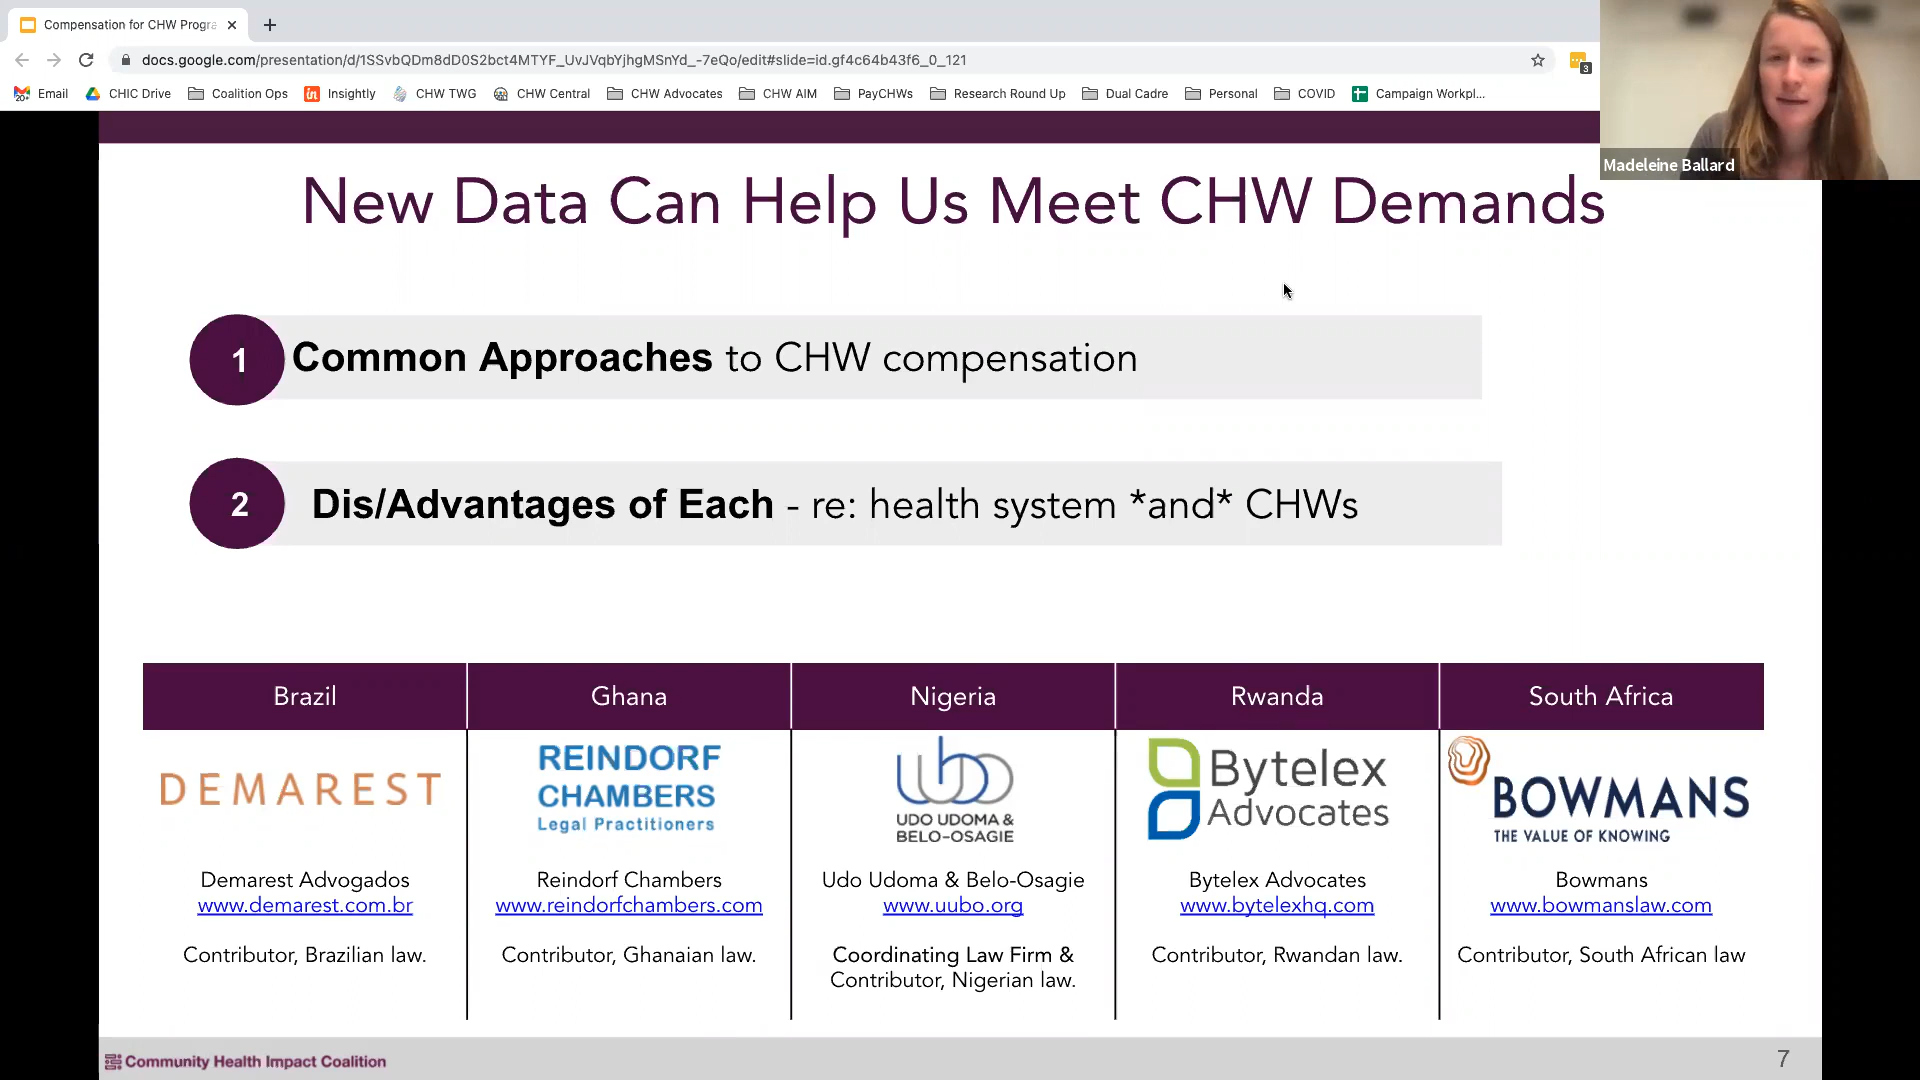 Compensation for CHW Progra
docs.google.com/presentation/d/1SSvbQDm8dD0S2bct4MTYF_UvJVqbYjhgMSnYd_-7eQo/edit#slide=id.gf4c64b43f6_0_121
3
20+ Email CHIC Drive Coalition Ops in Insightly CHW TWG CHW Central CHW Advocates CHW AIM PayCHWs Research Round Up Dual Cadre Personal COVID Campaign Workpl...
Madeleine Ballard
New Data Can Help Us Meet CHW Demands
1 Common Approaches to CHW compensation
2 Dis/Advantages of Each - re: health system *and* CHWs
Brazil Ghana Nigeria Rwanda South Africa
DEMAREST
REINDORF
CHAMBERS
Legal Practitioners
ubo
UDO UDOMA &
BELO-OSAGIE
Bytelex
Advocates
BOWMANS
THE VALUE OF KNOWING
Demarest Advogados
www.demarest.com.br
Contributor, Brazilian law.
Reindorf Chambers
www.reindorfchambers.com
Contributor, Ghanaian law.
Udo Udoma & Belo-Osagie
www.uubo.org
Coordinating Law Firm &
Contributor, Nigerian law.
Bytelex Advocates
www.bytelexhq.com
Contributor, Rwandan law.
Bowmans
www.bowmanslaw.com
Contributor, South African law
Community Health Impact Coalition
7